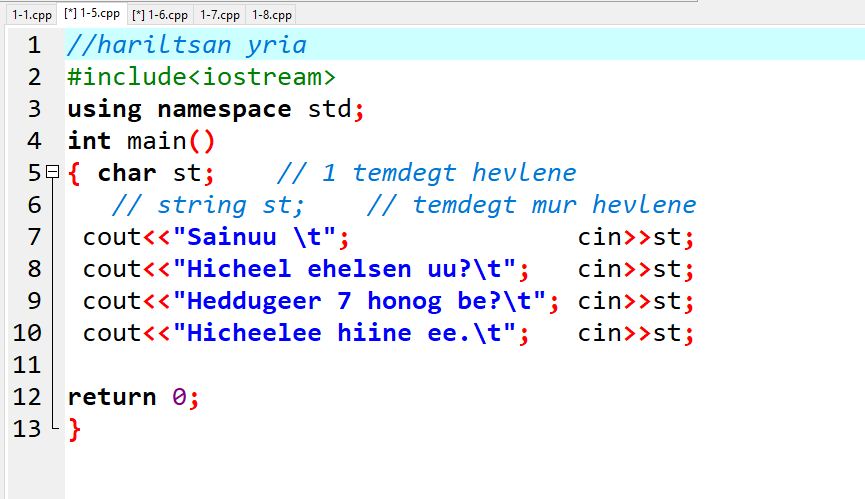 1-1.cpp [*] 1-5.cpp [*] 1-6.cpp 1-7.cpp 1-8.cpp
1 //hariltsan yria
2 #include<iostream>
3 using namespace std;
4 int main()
5 { char st;    // 1 temdegt hevlene
6    // string st;    // temdegt mur hevlene
7  cout<<"Sainuu \t";               cin>>st;
8  cout<<"Hicheel ehelsen uu?\t";   cin>>st;
9  cout<<"Heddugeer 7 honog be?\t"; cin>>st;
10  cout<<"Hicheelee hiine ee.\t";   cin>>st;
11
12 return 0;
13 }